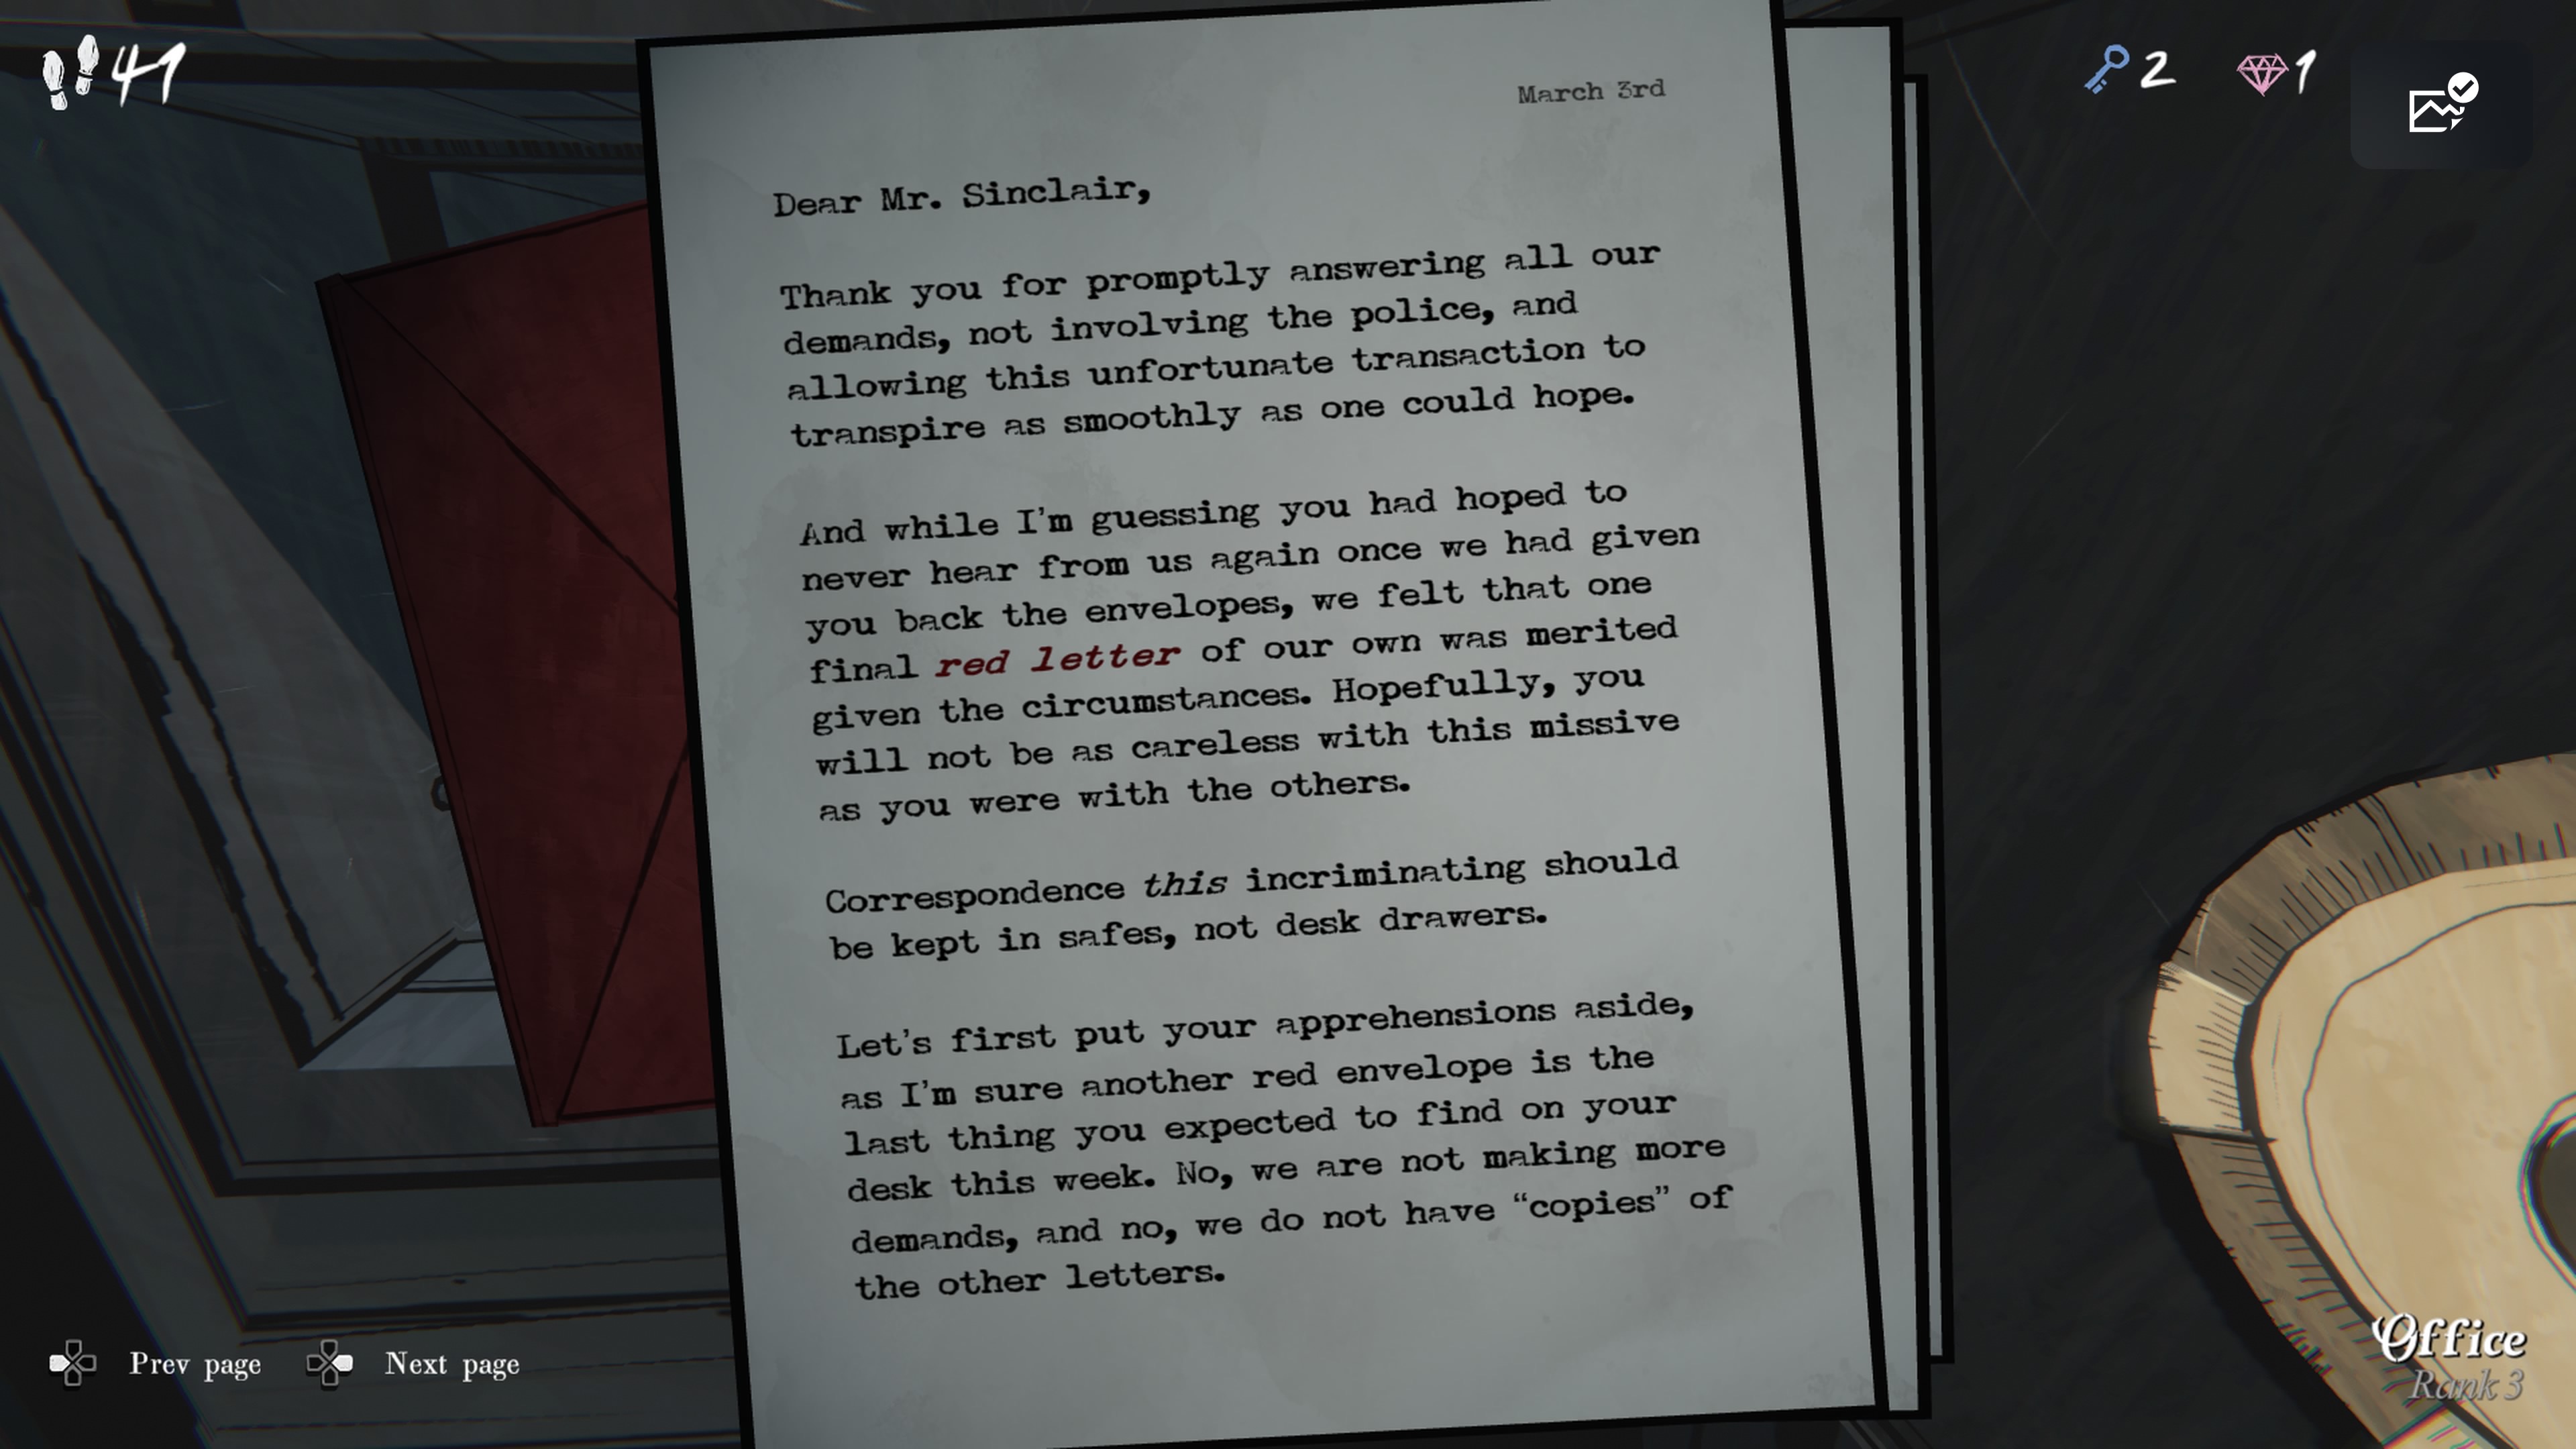 41
2
1
March 3rd
Dear Mr. Sinclair,
Thank you for promptly answering all our
demands, not involving the police, and
allowing this unfortunate transaction to
transpire as smoothly as one could hope.
And while I'm guessing you had hoped to
never hear from us again once we had given
you back the envelopes, we felt that one
final red letter of our own was merited
given the circumstances. Hopefully, you
will not be as careless with this missive
as you were with the others.
Correspondence this incriminating should
be kept in safes, not desk drawers.
Let's first put your apprehensions aside,
as I'm sure another red envelope is the
last thing you expected to find on your
desk this week. No, we are not making more
demands, and no, we do not have “copies” of
the other letters.
Prev page
Next page
Office
Rank 3